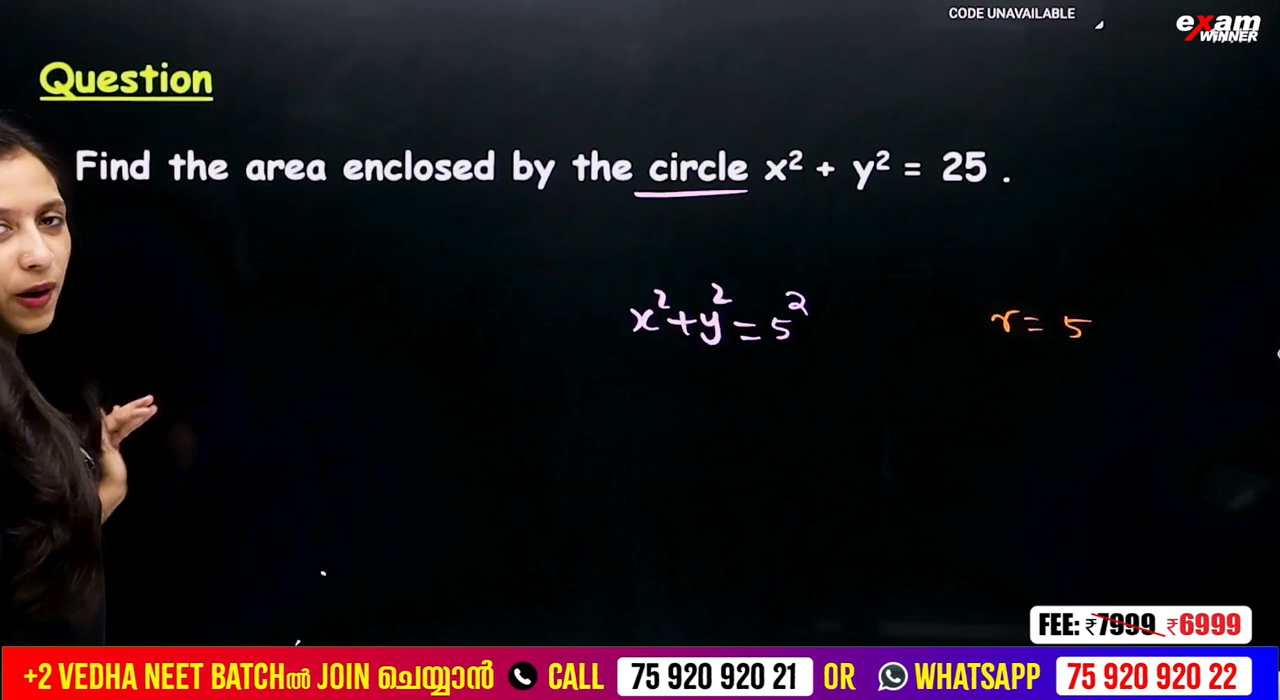 CODE UNAVAILABLE
exam
WINNER
Question
Find the area enclosed by the circle x² + y² = 25 .
x² + y² = 5²
r = 5
FEE: ₹7999 ₹6999
+2 VEDHA NEET BATCHൽ JOIN ചെയ്യാൻ CALL 75 920 920 21 OR WHATSAPP 75 920 920 22